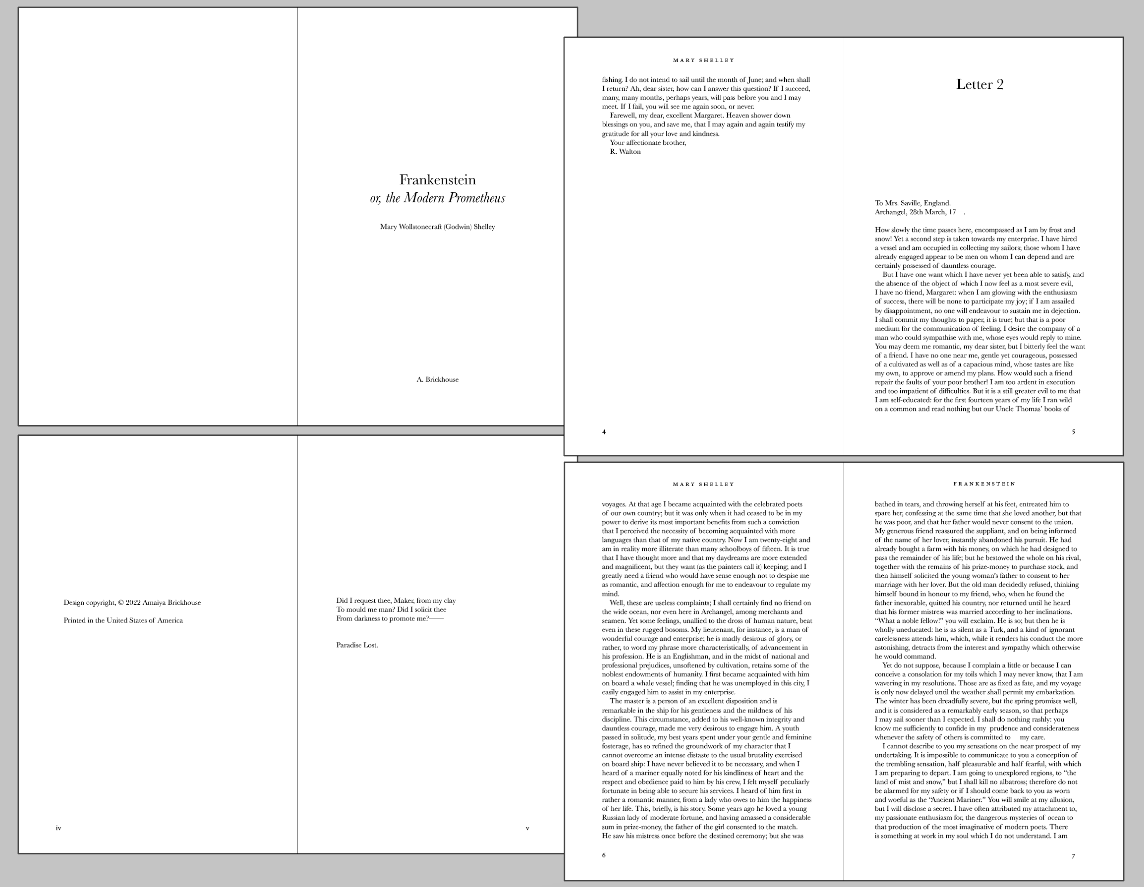 Frankenstein
or, the Modern Prometheus
Mary Wollstonecraft (Godwin) Shelley
A. Brickhouse
Design copyright, © 2022 Amaiya Brickhouse
Printed in the United States of America
iv
Did I request thee, Maker, from my clay
To mould me man? Did I solicit thee
From darkness to promote me?——
Paradise Lost.
v
MARY SHELLEY
fishing. I do not intend to sail until the month of June; and when shall
I return? Ah, dear sister, how can I answer this question? If I succeed,
many, many months, perhaps years, will pass before you and I may
meet. If I fail, you will see me again soon, or never.
Farewell, my dear, excellent Margaret. Heaven shower down
blessings on you, and save me, that I may again and again testify my
gratitude for all your love and kindness.
Your affectionate brother,
R. Walton
4
Letter 2
To Mrs. Saville, England.
Archangel, 28th March, 17 .
How slowly the time passes here, encompassed as I am by frost and
snow! Yet a second step is taken towards my enterprise. I have hired
a vessel and am occupied in collecting my sailors; those whom I have
already engaged appear to be men on whom I can depend and are
certainly possessed of dauntless courage.
But I have one want which I have never yet been able to satisfy, and
the absence of the object of which I now feel as a most severe evil,
I have no friend, Margaret: when I am glowing with the enthusiasm
of success, there will be none to participate my joy; if I am assailed
by disappointment, no one will endeavour to sustain me in dejection.
I shall commit my thoughts to paper, it is true; but that is a poor
medium for the communication of feeling. I desire the company of a
man who could sympathise with me, whose eyes would reply to mine.
You may deem me romantic, my dear sister, but I bitterly feel the want
of a friend. I have no one near me, gentle yet courageous, possessed
of a cultivated as well as of a capacious mind, whose tastes are like
my own, to approve or amend my plans. How would such a friend
repair the faults of your poor brother! I am too ardent in execution
and too impatient of difficulties. But it is a still greater evil to me that
I am self-educated: for the first fourteen years of my life I ran wild
on a common and read nothing but our Uncle Thomas' books of
5
MARY SHELLEY
voyages. At that age I became acquainted with the celebrated poets
of our own country; but it was only when it had ceased to be in my
power to derive its most important benefits from such a conviction
that I perceived the necessity of becoming acquainted with more
languages than that of my native country. Now I am twenty-eight and
am in reality more illiterate than many schoolboys of fifteen. It is true
that I have thought more and that my daydreams are more extended
and magnificent, but they want (as the painters call it) keeping; and I
greatly need a friend who would have sense enough not to despise me
as romantic, and affection enough for me to endeavour to regulate my
mind.
Well, these are useless complaints; I shall certainly find no friend on
the wide ocean, nor even here in Archangel, among merchants and
seamen. Yet some feelings, unallied to the dross of human nature, beat
even in these rugged bosoms. My lieutenant, for instance, is a man of
wonderful courage and enterprise; he is madly desirous of glory, or
rather, to word my phrase more characteristically, of advancement in
his profession. He is an Englishman, and in the midst of national and
professional prejudices, unsoftened by cultivation, retains some of the
noblest endowments of humanity. I first became acquainted with him
on board a whale vessel; finding that he was unemployed in this city, I
easily engaged him to assist in my enterprise.
The master is a person of an excellent disposition and is
remarkable in the ship for his gentleness and the mildness of his
discipline. This circumstance, added to his well-known integrity and
dauntless courage, made me very desirous to engage him. A youth
passed in solitude, my best years spent under your gentle and feminine
fosterage, has so refined the groundwork of my character that I
cannot overcome an intense distaste to the usual brutality exercised
on board ship: I have never believed it to be necessary, and when I
heard of a mariner equally noted for his kindliness of heart and the
respect and obedience paid to him by his crew, I felt myself peculiarly
fortunate in being able to secure his services. I heard of him first in
rather a romantic manner, from a lady who owes to him the happiness
of her life. This, briefly, is his story. Some years ago he loved a young
Russian lady of moderate fortune, and having amassed a considerable
sum in prize-money, the father of the girl consented to the match.
He saw his mistress once before the destined ceremony; but she was
6
FRANKENSTEIN
bathed in tears, and throwing herself at his feet, entreated him to
spare her, confessing at the same time that she loved another, but that
he was poor, and that her father would never consent to the union.
My generous friend reassured the suppliant, and on being informed
of the name of her lover, instantly abandoned his pursuit. He had
already bought a farm with his money, on which he had designed to
pass the remainder of his life; but he bestowed the whole on his rival,
together with the remains of his prize-money to purchase stock, and
then himself solicited the young woman's father to consent to her
marriage with her lover. But the old man decidedly refused, thinking
himself bound in honour to my friend, who, when he found the
father inexorable, quitted his country, nor returned until he heard
that his former mistress was married according to her inclinations.
“What a noble fellow!” you will exclaim. He is so; but then he is
wholly uneducated: he is as silent as a Turk, and a kind of ignorant
carelessness attends him, which, while it renders his conduct the more
astonishing, detracts from the interest and sympathy which otherwise
he would command.
Yet do not suppose, because I complain a little or because I can
conceive a consolation for my toils which I may never know, that I am
wavering in my resolutions. Those are as fixed as fate, and my voyage
is only now delayed until the weather shall permit my embarkation.
The winter has been dreadfully severe, but the spring promises well,
and it is considered as a remarkably early season, so that perhaps
I may sail sooner than I expected. I shall do nothing rashly: you
know me sufficiently to confide in my prudence and considerateness
whenever the safety of others is committed to my care.
I cannot describe to you my sensations on the near prospect of my
undertaking. It is impossible to communicate to you a conception of
the trembling sensation, half pleasurable and half fearful, with which
I am preparing to depart. I am going to unexplored regions, to “the
land of mist and snow,” but I shall kill no albatross; therefore do not
be alarmed for my safety or if I should come back to you as worn
and woeful as the “Ancient Mariner.” You will smile at my allusion,
but I will disclose a secret. I have often attributed my attachment to,
my passionate enthusiasm for, the dangerous mysteries of ocean to
that production of the most imaginative of modern poets. There
is something at work in my soul which I do not understand. I am
7